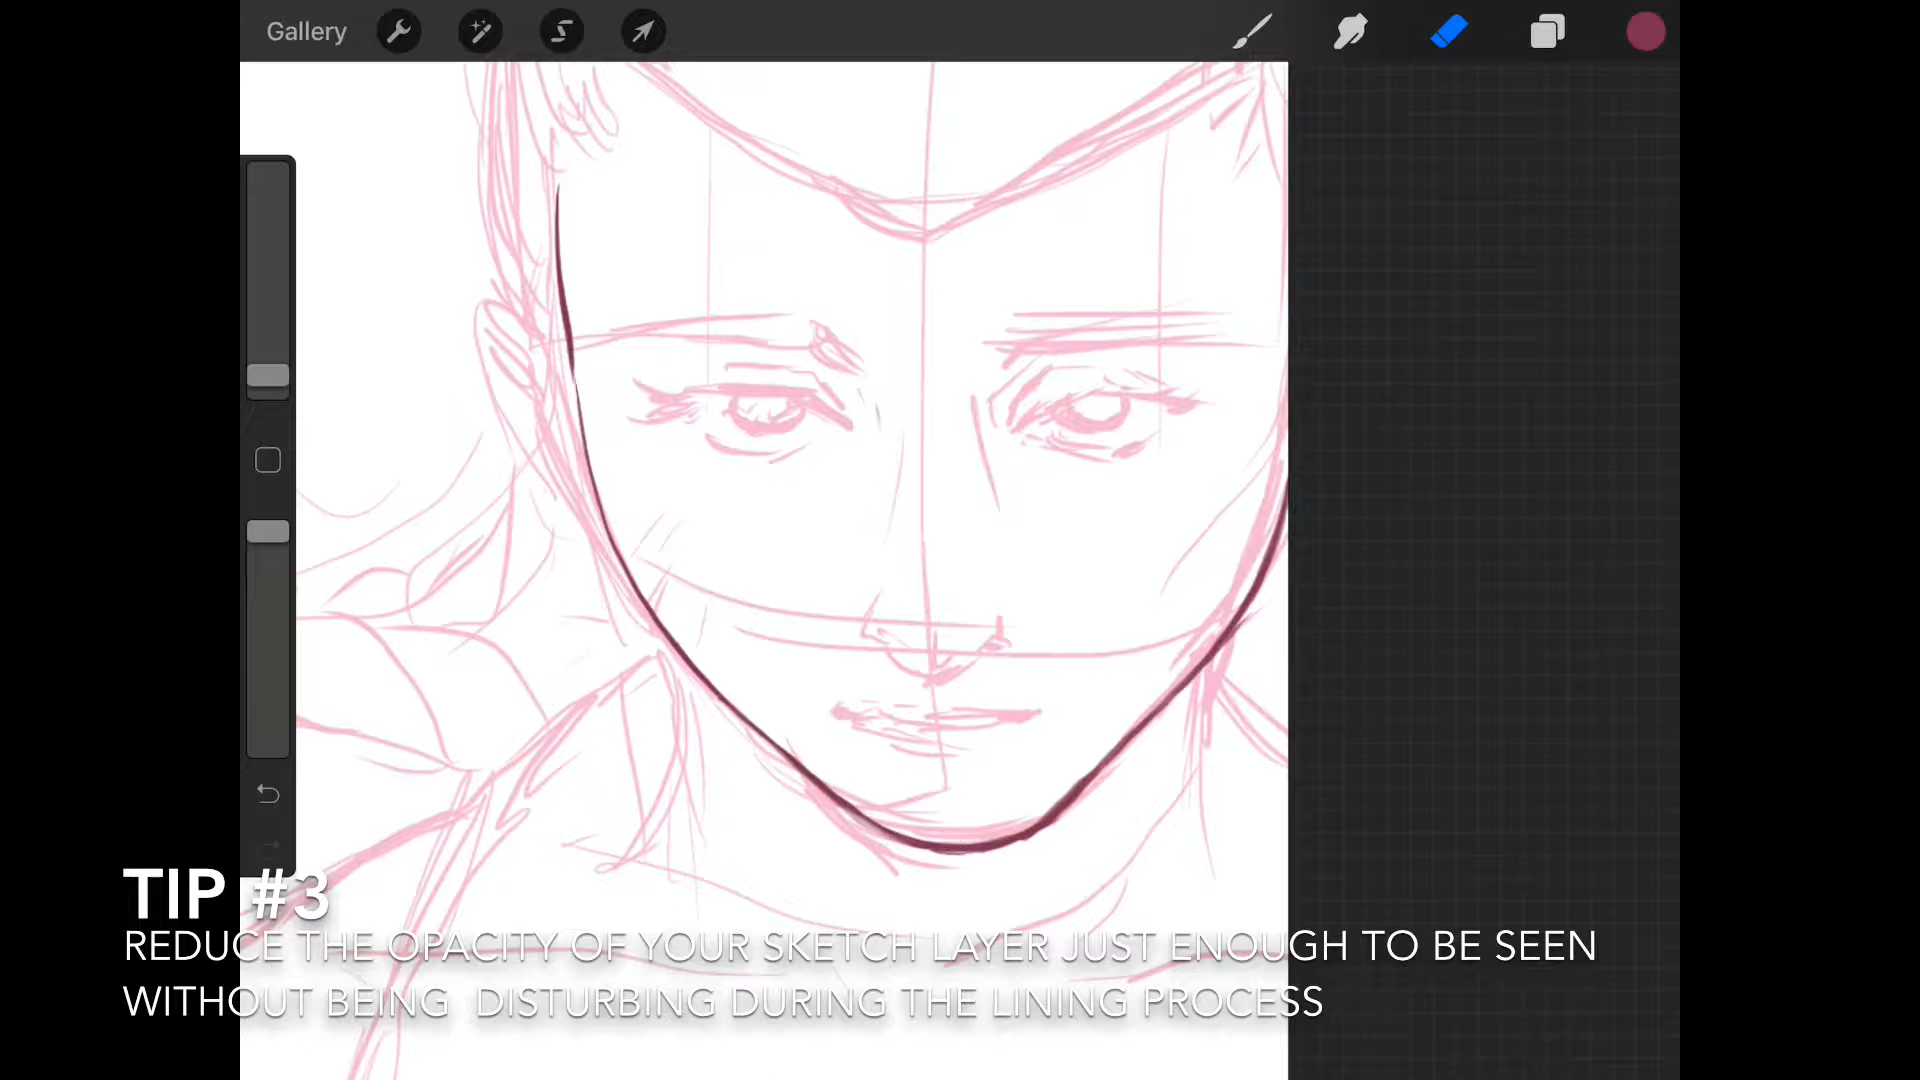 Gallery
TIP #3
REDUCE THE OPACITY OF YOUR SKETCH LAYER JUST ENOUGH TO BE SEEN
WITHOUT BEING DISTURBING DURING THE LINING PROCESS